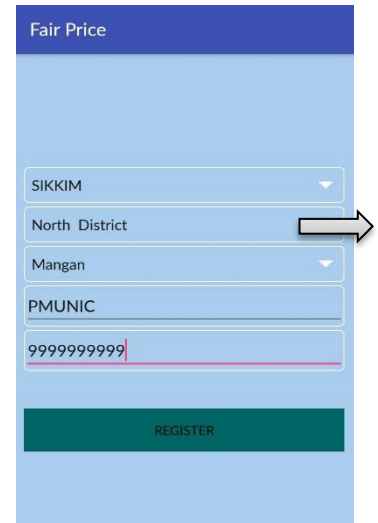 Fair Price
SIKKIM
North District
Mangan
PMUNIC
9999999999
REGISTER